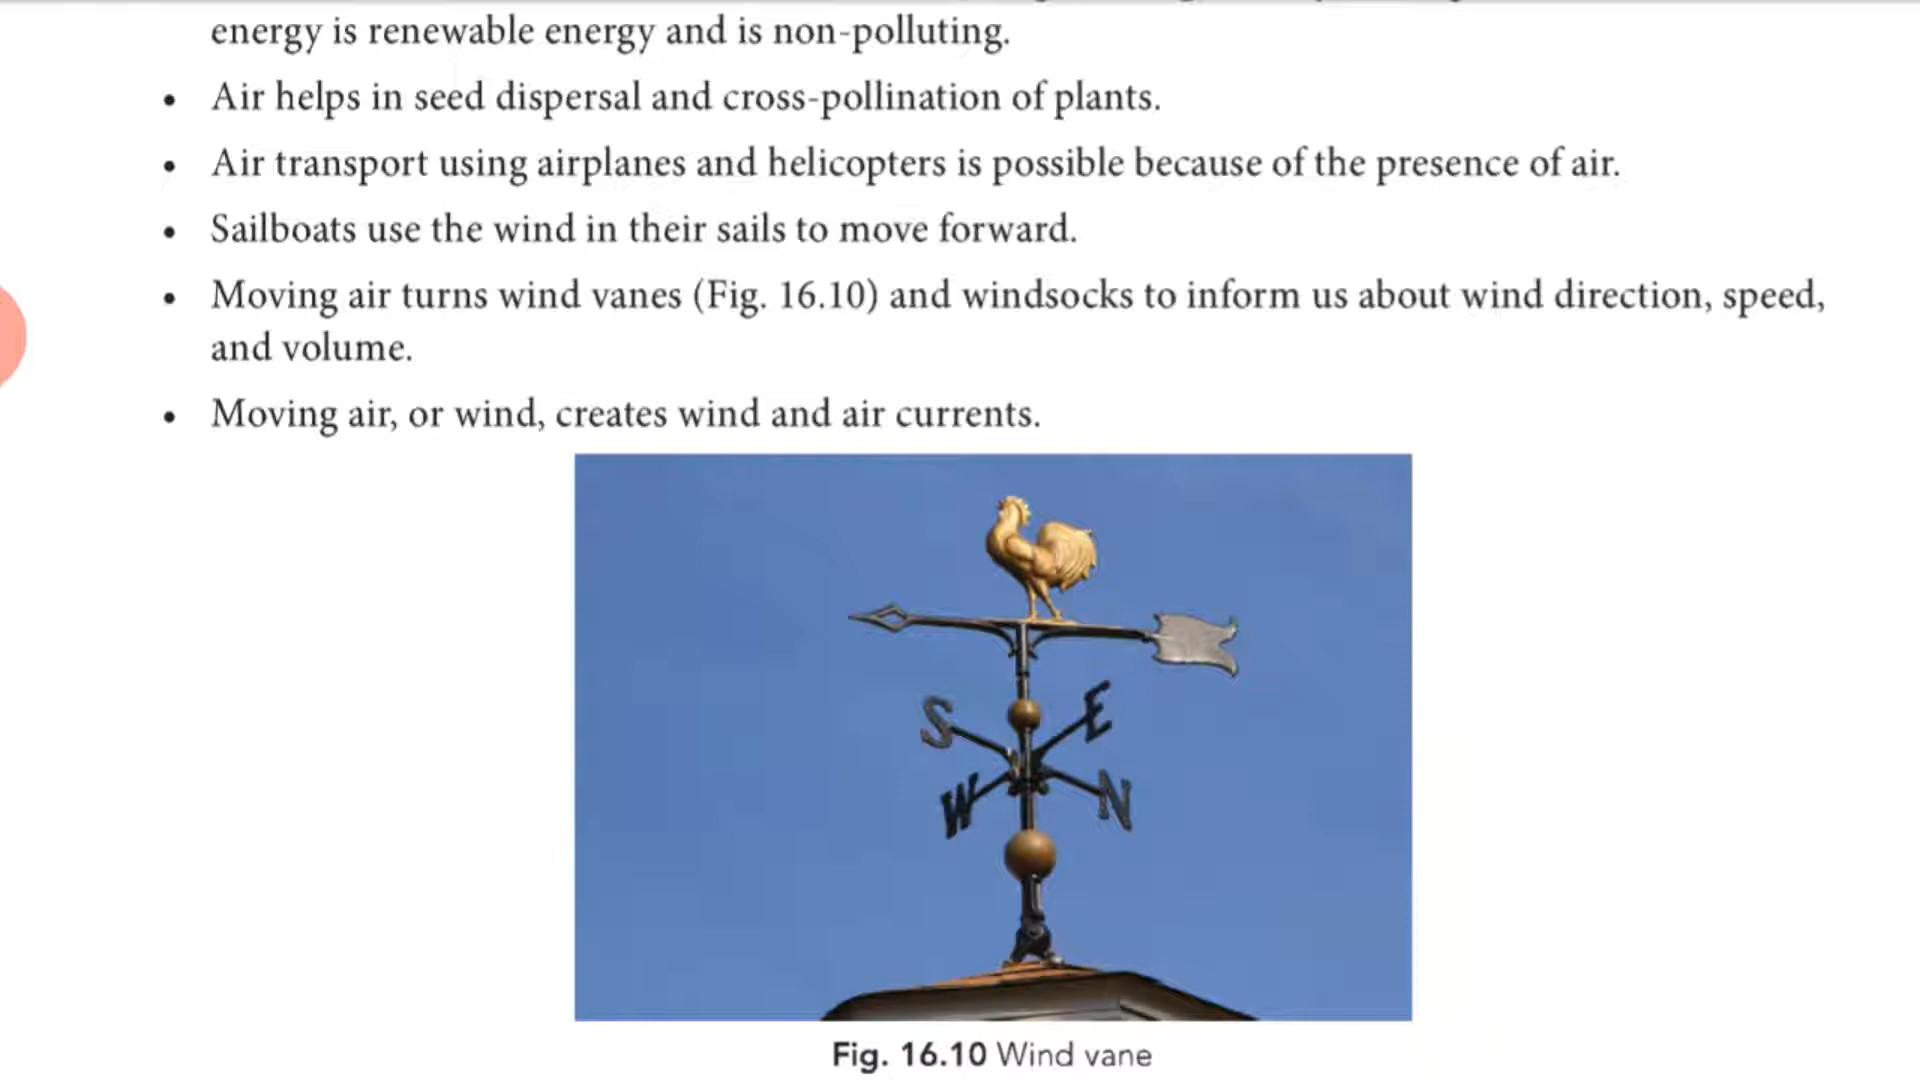 energy is renewable energy and is non-polluting.
• Air helps in seed dispersal and cross-pollination of plants.
• Air transport using airplanes and helicopters is possible because of the presence of air.
• Sailboats use the wind in their sails to move forward.
• Moving air turns wind vanes (Fig. 16.10) and windsocks to inform us about wind direction, speed,
and volume.
• Moving air, or wind, creates wind and air currents.
S E
W N
Fig. 16.10 Wind vane